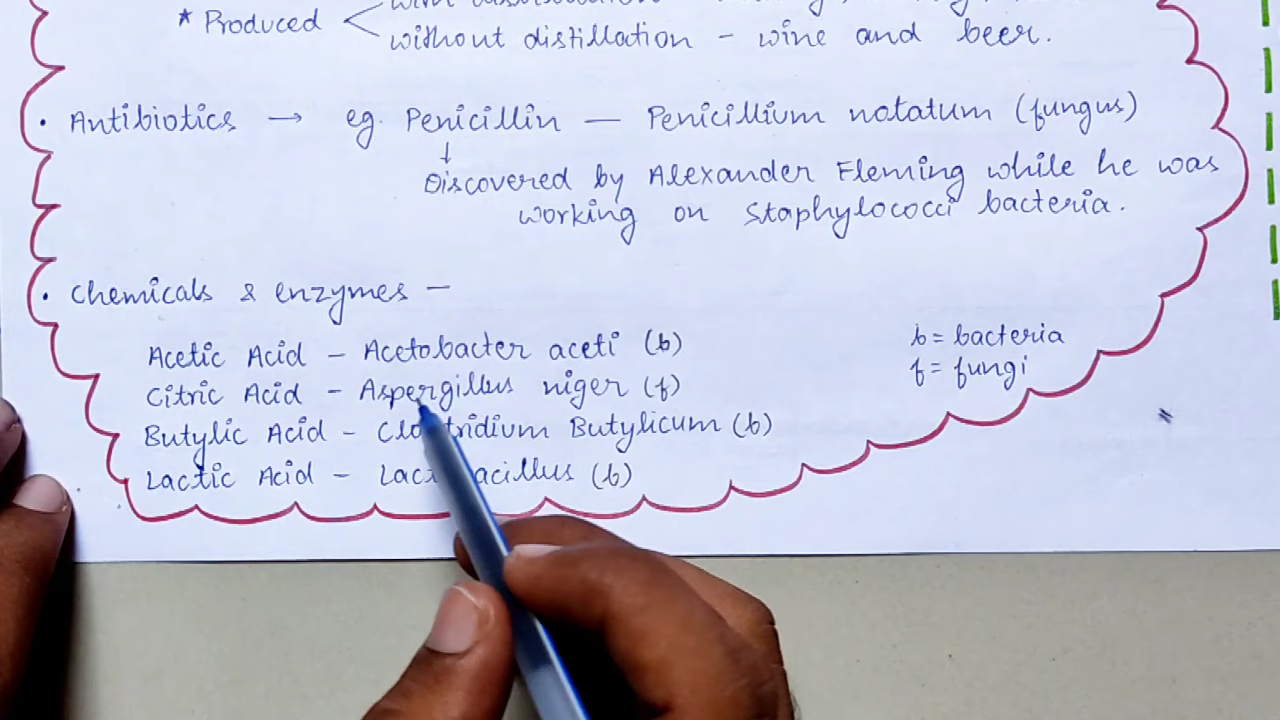 * Produced
without distillation - wine and beer.
• Antibiotics → eg. Penicillin — Penicillium notatum (fungus)
↓
Discovered by Alexander Fleming while he was
working on Staphylococci bacteria.
• Chemicals & enzymes -
Acetic Acid - Acetobacter aceti (b)
b = bacteria
Citric Acid - Aspergillus niger (f)
f = fungi
Butylic Acid - Clostridium Butylicum (b)
Lactic Acid - Lactobacillus (b)